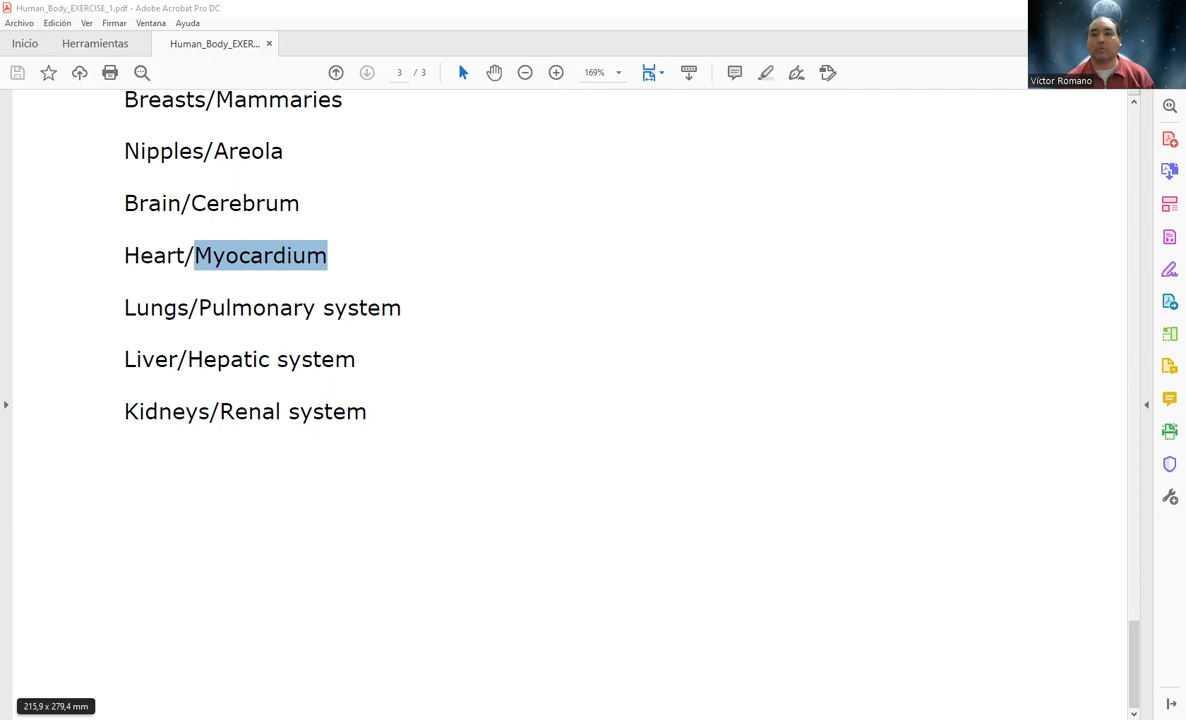 Human_Body_EXERCISE_1.pdf - Adobe Acrobat Pro DC
Archivo Edición Ver Firmar Ventana Ayuda
Inicio Herramientas Human_Body_EXER... ×
3 / 3 169%
Víctor Romano
Breasts/Mammaries
Nipples/Areola
Brain/Cerebrum
Heart/Myocardium
Lungs/Pulmonary system
Liver/Hepatic system
Kidneys/Renal system
215,9 x 279,4 mm